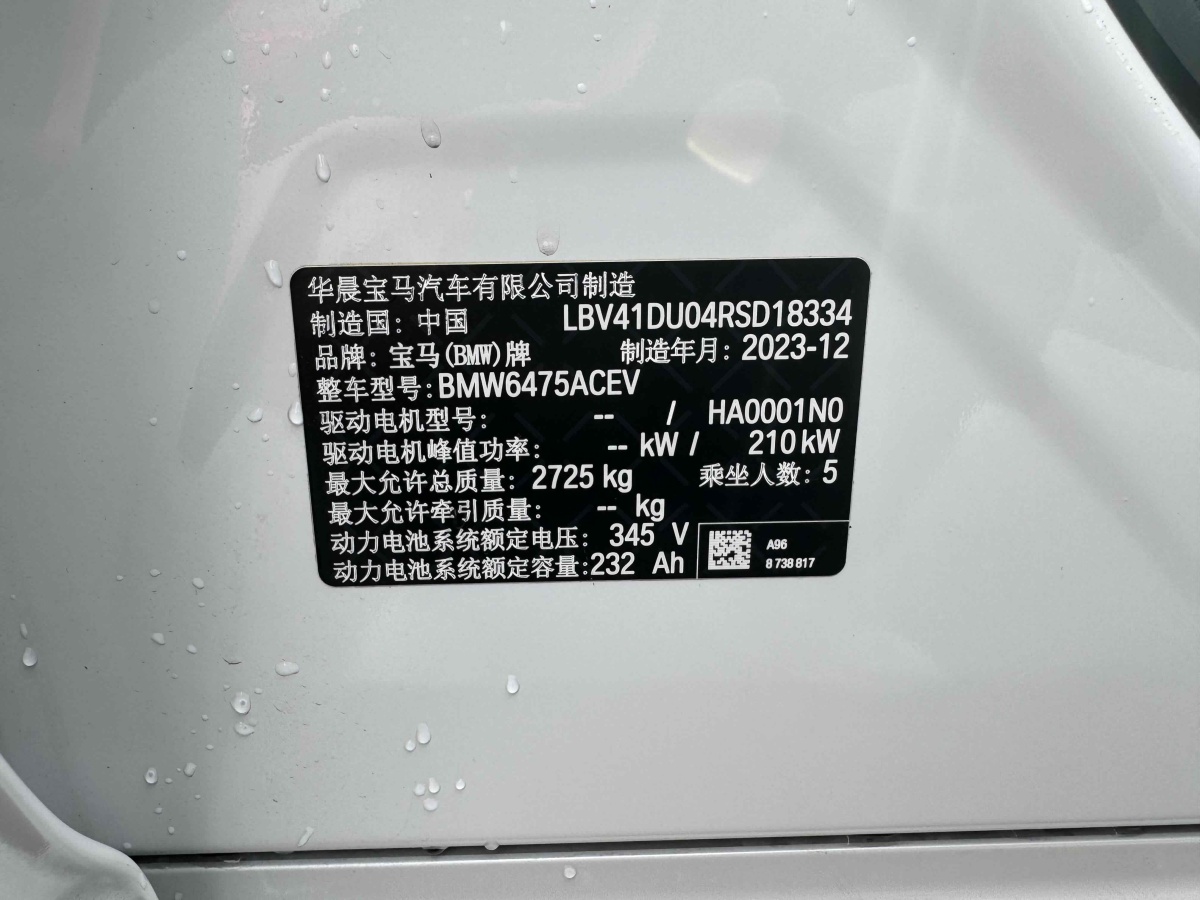 华晨宝马汽车有限公司制造
制造国：中国 LBV41DU04RSD18334
品牌：宝马(BMW)牌 制造年月：2023-12
整车型号：BMW6475ACEV
驱动电机型号： -- / HA0001N0
驱动电机峰值功率： -- kW / 210 kW
最大允许总质量：2725 kg 乘坐人数：5
最大允许牵引质量： -- kg
动力电池系统额定电压：345 V
动力电池系统额定容量：232 Ah
A96
8 738 817